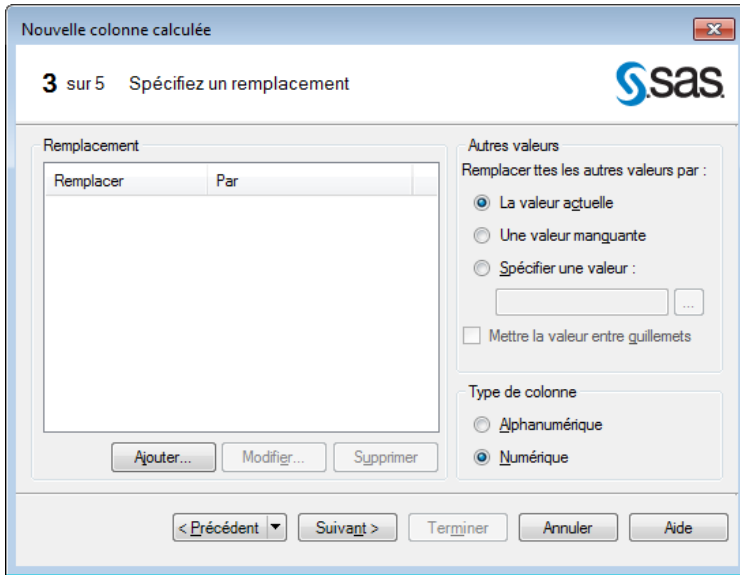 Nouvelle colonne calculée
3 sur 5 Spécifiez un remplacement
sas
Remplacement
Remplacer Par
Ajouter... Modifier... Supprimer
Autres valeurs
Remplacer ttes les autres valeurs par :
La valeur actuelle
Une valeur manquante
Spécifier une valeur :
...
Mettre la valeur entre guillemets
Type de colonne
Alphanumérique
Numérique
< Précédent Suivant > Terminer Annuler Aide